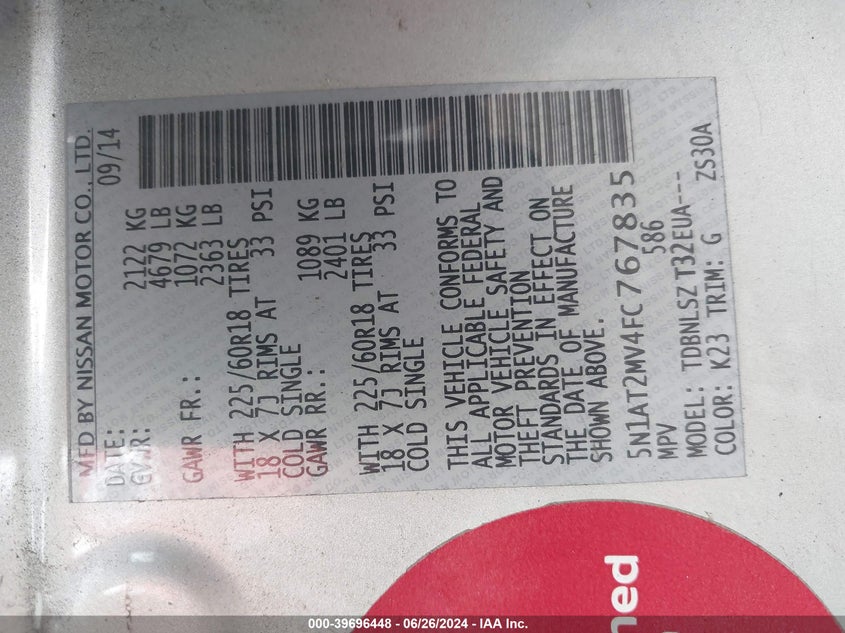 MFD BY NISSAN MOTOR CO., LTD.
DATE: 09/14
GVWR: 2122 KG
4679 LB
GAWR FR.: 1072 KG
2363 LB
WITH 225/60R18 TIRES
18 X 7J RIMS AT 33 PSI
COLD SINGLE
GAWR RR.: 1089 KG
2401 LB
WITH 225/60R18 TIRES
18 X 7J RIMS AT 33 PSI
COLD SINGLE
THIS VEHICLE CONFORMS TO
ALL APPLICABLE FEDERAL
MOTOR VEHICLE SAFETY AND
THEFT PREVENTION
STANDARDS IN EFFECT ON
THE DATE OF MANUFACTURE
SHOWN ABOVE.
5N1AT2MV4FC767835
MPV 586
MODEL: TDBNLSZ T32EUA---
COLOR: K23 TRIM: G ZS30A
ned
000-39696448 - 06/26/2024 - IAA Inc.